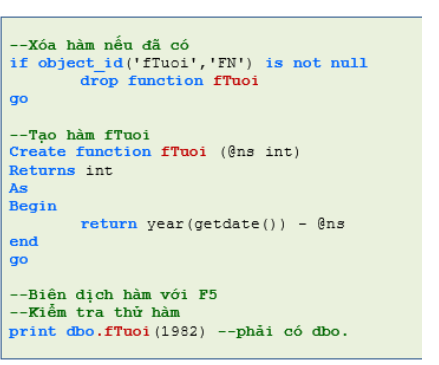 --Xóa hàm nếu đã có
if object_id('fTuoi','FN') is not null
drop function fTuoi
go
--Tạo hàm fTuoi
Create function fTuoi (@ns int)
Returns int
As
Begin
return year(getdate()) - @ns
end
go
--Biên dịch hàm với F5
--Kiểm tra thử hàm
print dbo.fTuoi(1982) --phải có dbo.